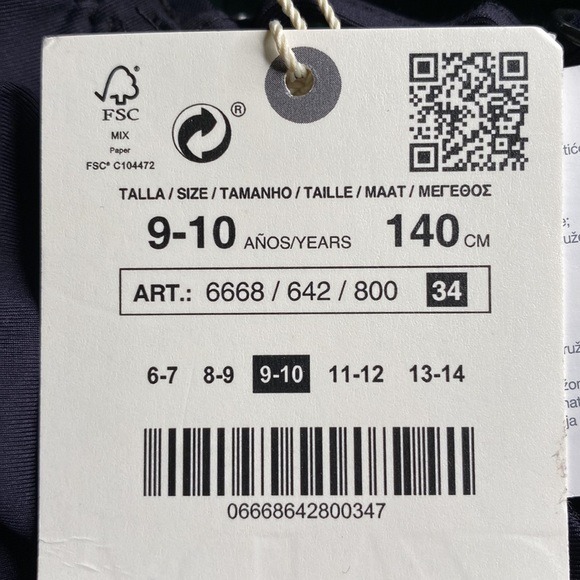 FSC
MIX
Paper
FSC® C104472
®
TALLA / SIZE / TAMANHO / TAILLE / MAAT / ΜΕΓΕΘΟΣ
9-10 AÑOS/YEARS 140 CM
ART.: 6668 / 642 / 800 34
6-7 8-9 9-10 11-12 13-14
06668642800347